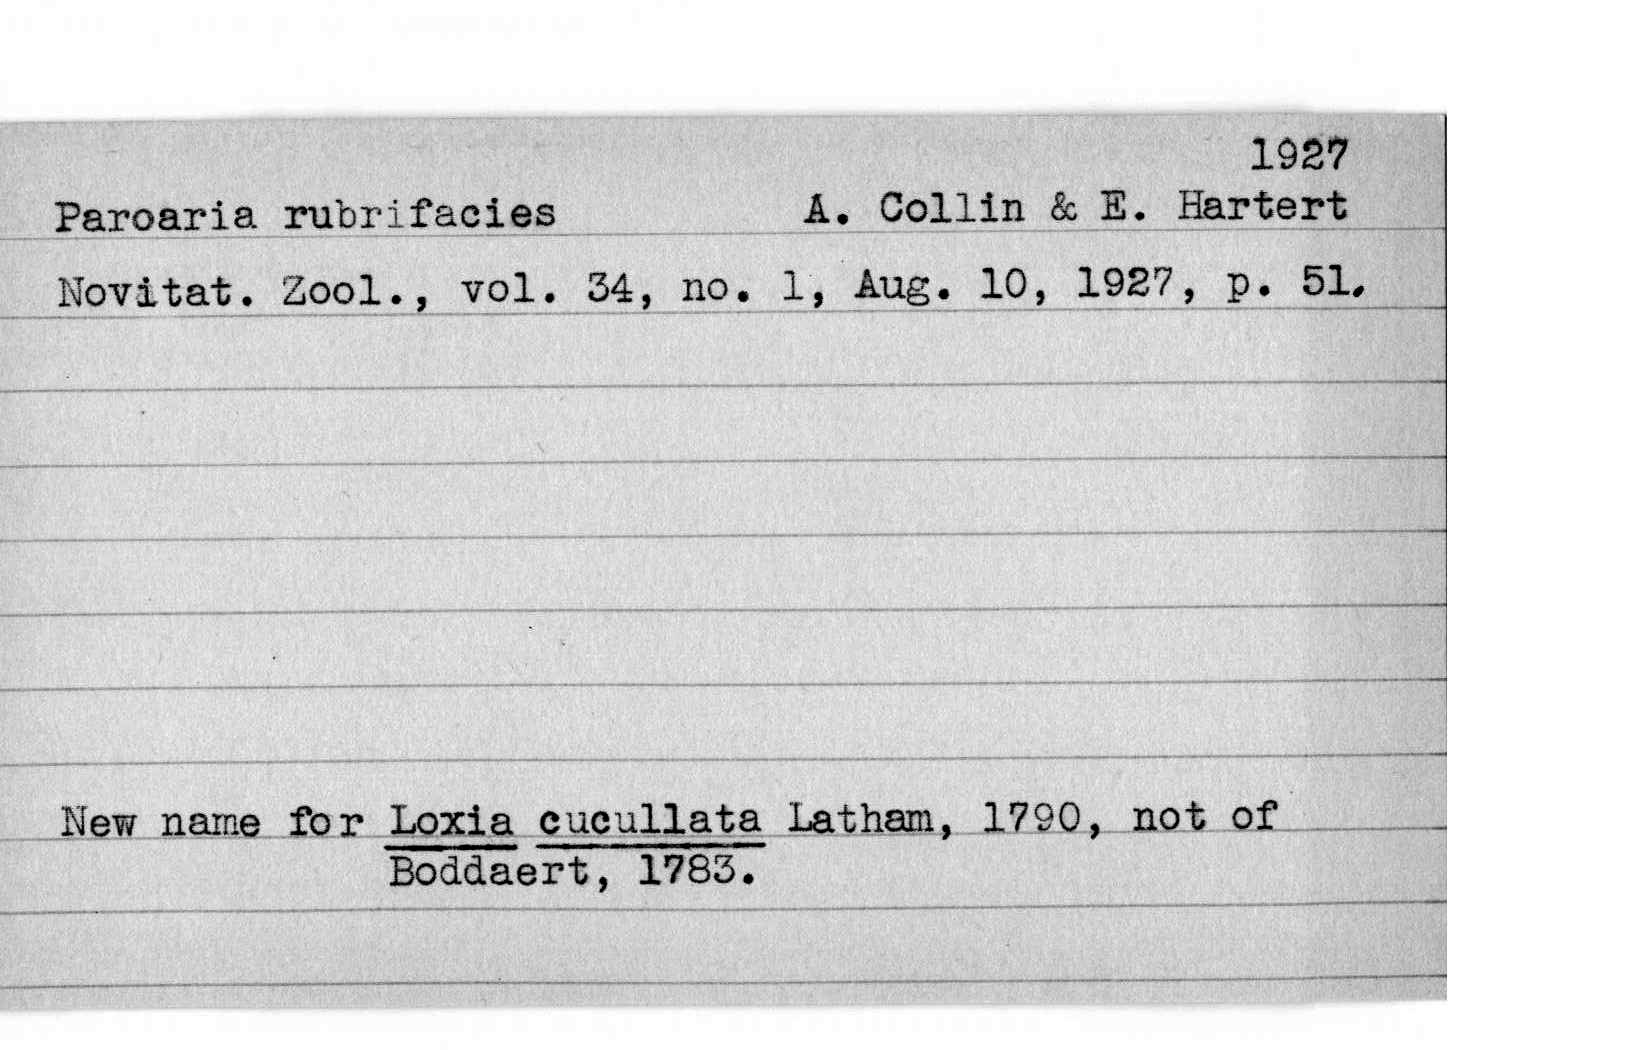 1927
Paroaria rubrifacies A. Collin & E. Hartert
Novitat. Zool., vol. 34, no. 1, Aug. 10, 1927, p. 51.
New name for Loxia cucullata Latham, 1790, not of
Boddaert, 1783.